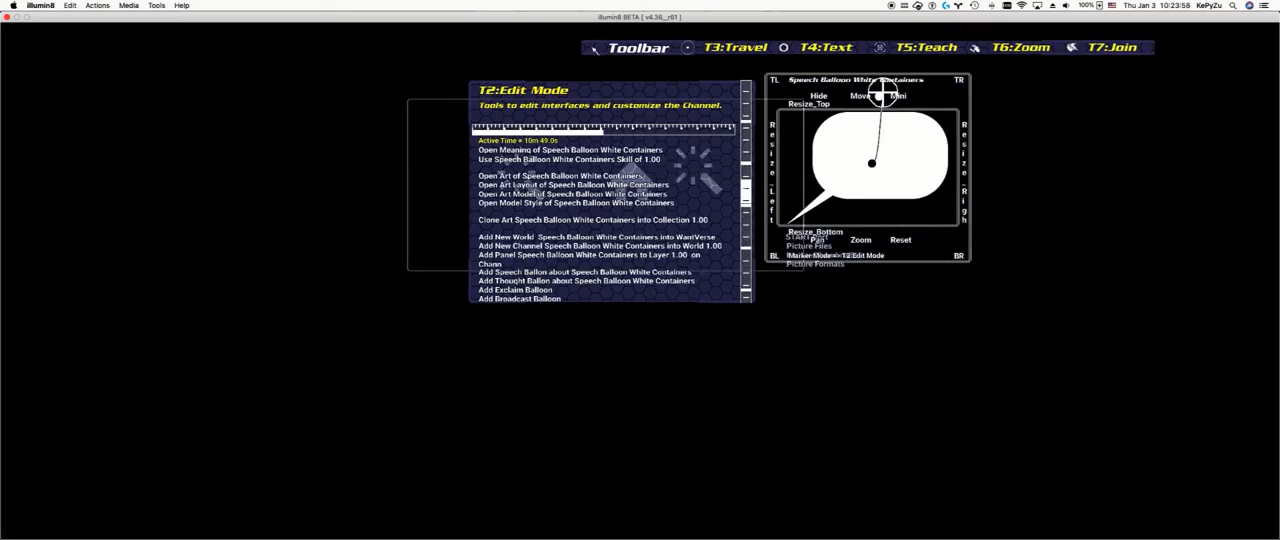 illumin8 Edit Actions Media Tools Help
100% Thu Jan 3 10:23:58 KePyZu
illumin8 BETA [ v4.36_r61 ]
Toolbar T3:Travel T4:Text T5:Teach T6:Zoom T7:Join
T2:Edit Mode
Tools to edit interfaces and customize the Channel.
Active Time = 10m 49.0s
Open Meaning of Speech Balloon White Containers
Use Speech Balloon White Containers Skill of 1.00
Open Art of Speech Balloon White Containers
Open Art Layout of Speech Balloon White Containers
Open Art Model of Speech Balloon White Containers
Open Model Style of Speech Balloon White Containers
Clone Art Speech Balloon White Containers into Collection 1.00
Add New World Speech Balloon White Containers into WantVerse
Add New Channel Speech Balloon White Containers into World 1.00
Add Panel Speech Balloon White Containers to Layer 1.00 on
Chann
Add Speech Ballon about Speech Balloon White Containers
Add Thought Ballon about Speech Balloon White Containers
Add Exclaim Balloon
Add Broadcast Balloon
TL Speech Balloon White Containers TR
Hide Move Mini
Resize_Top
Resize_Left
Resize_Righ
Resize_Bottom
Pan Zoom Reset
Picture Files
BL Marker Mode = T2:Edit Mode BR
Picture Formats